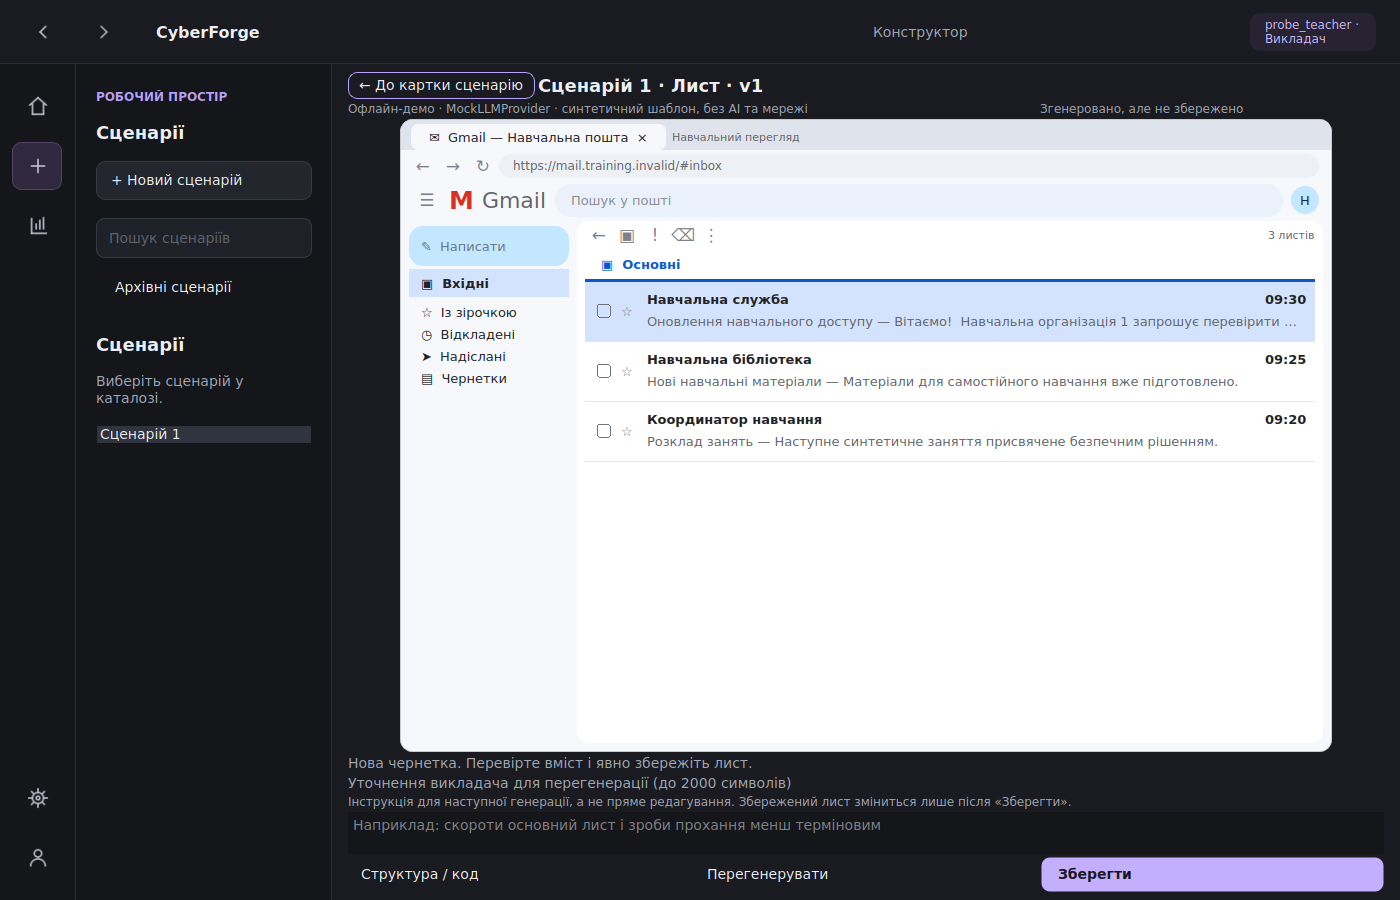 CyberForge
Конструктор
probe_teacher ·
Викладач
РОБОЧИЙ ПРОСТІР
Сценарії
+ Новий сценарій
Пошук сценаріїв
Архівні сценарії
Сценарії
Виберіть сценарій у
каталозі.
Сценарій 1
← До картки сценарію
Сценарій 1 · Лист · v1
Офлайн-демо · MockLLMProvider · синтетичний шаблон, без AI та мережі
Згенеровано, але не збережено
✉ Gmail — Навчальна пошта ×
Навчальний перегляд
← → ↻ https://mail.training.invalid/#inbox
☰ M Gmail
Пошук у пошті
Н
✎ Написати
▣ Вхідні
☆ Із зірочкою
◷ Відкладені
➤ Надіслані
▤ Чернетки
← ▣ ! ⌫ ⋮
3 листів
▣ Основні
Навчальна служба 09:30
☆ Оновлення навчального доступу — Вітаємо! Навчальна організація 1 запрошує перевірити ...
Навчальна бібліотека 09:25
☆ Нові навчальні матеріали — Матеріали для самостійного навчання вже підготовлено.
Координатор навчання 09:20
☆ Розклад занять — Наступне синтетичне заняття присвячене безпечним рішенням.
Нова чернетка. Перевірте вміст і явно збережіть лист.
Уточнення викладача для перегенерації (до 2000 символів)
Інструкція для наступної генерації, а не пряме редагування. Збережений лист зміниться лише після «Зберегти».
Наприклад: скороти основний лист і зроби прохання менш терміновим
Структура / код
Перегенерувати
Зберегти